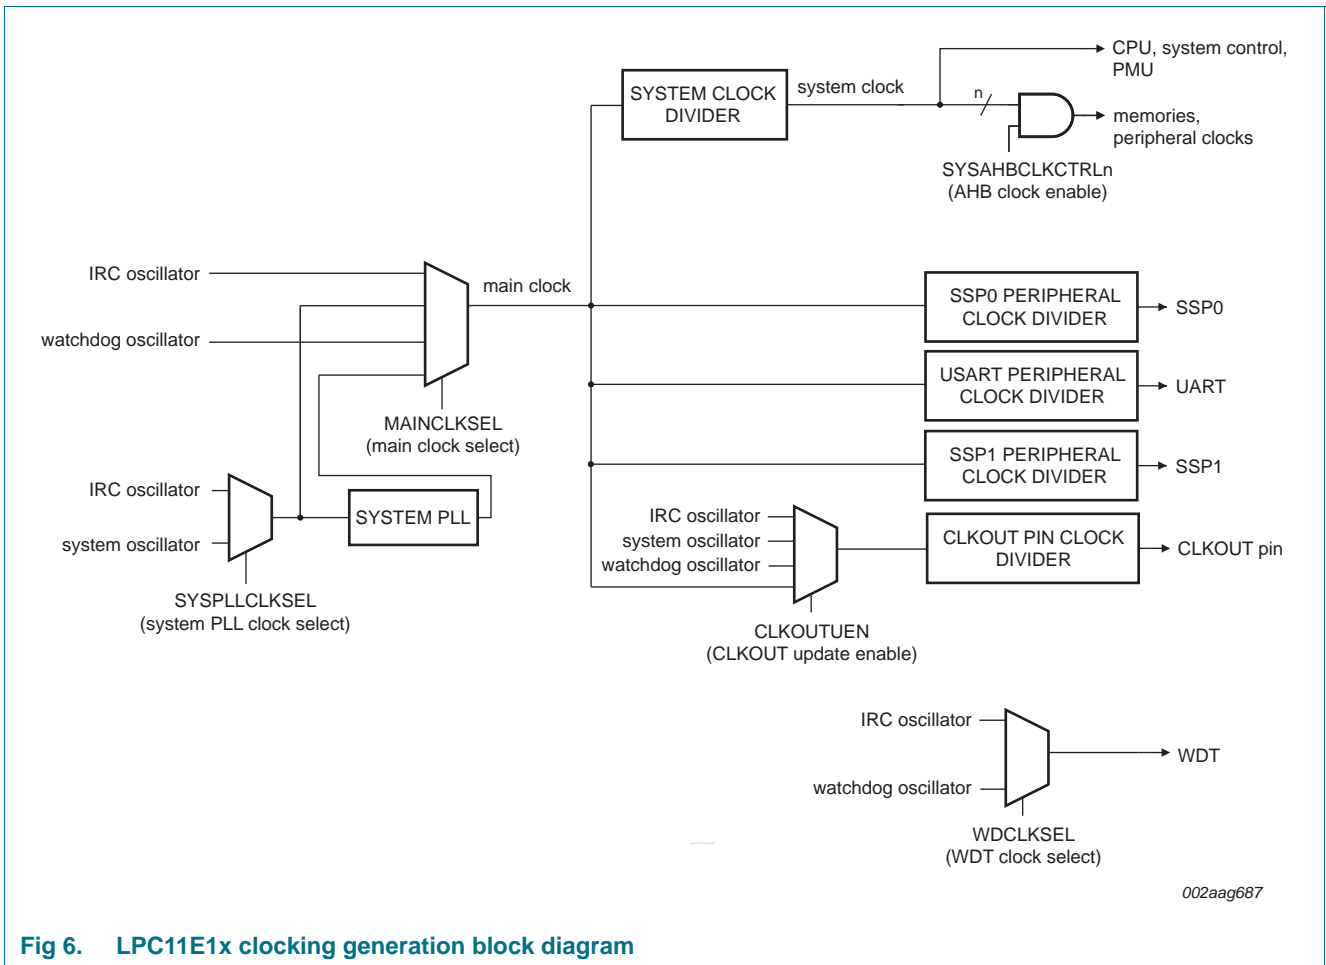 CPU, system control,
PMU
SYSTEM CLOCK
DIVIDER
system clock
n
memories,
peripheral clocks
SYSAHBCLKCTRLn
(AHB clock enable)
IRC oscillator
main clock
watchdog oscillator
MAINCLKSEL
(main clock select)
SSP0 PERIPHERAL
CLOCK DIVIDER
SSP0
USART PERIPHERAL
CLOCK DIVIDER
UART
SSP1 PERIPHERAL
CLOCK DIVIDER
SSP1
IRC oscillator
system oscillator
SYSTEM PLL
SYSPLLCLKSEL
(system PLL clock select)
IRC oscillator
system oscillator
watchdog oscillator
CLKOUT PIN CLOCK
DIVIDER
CLKOUT pin
CLKOUTUEN
(CLKOUT update enable)
IRC oscillator
watchdog oscillator
WDT
WDCLKSEL
(WDT clock select)
002aag687
Fig 6. LPC11E1x clocking generation block diagram